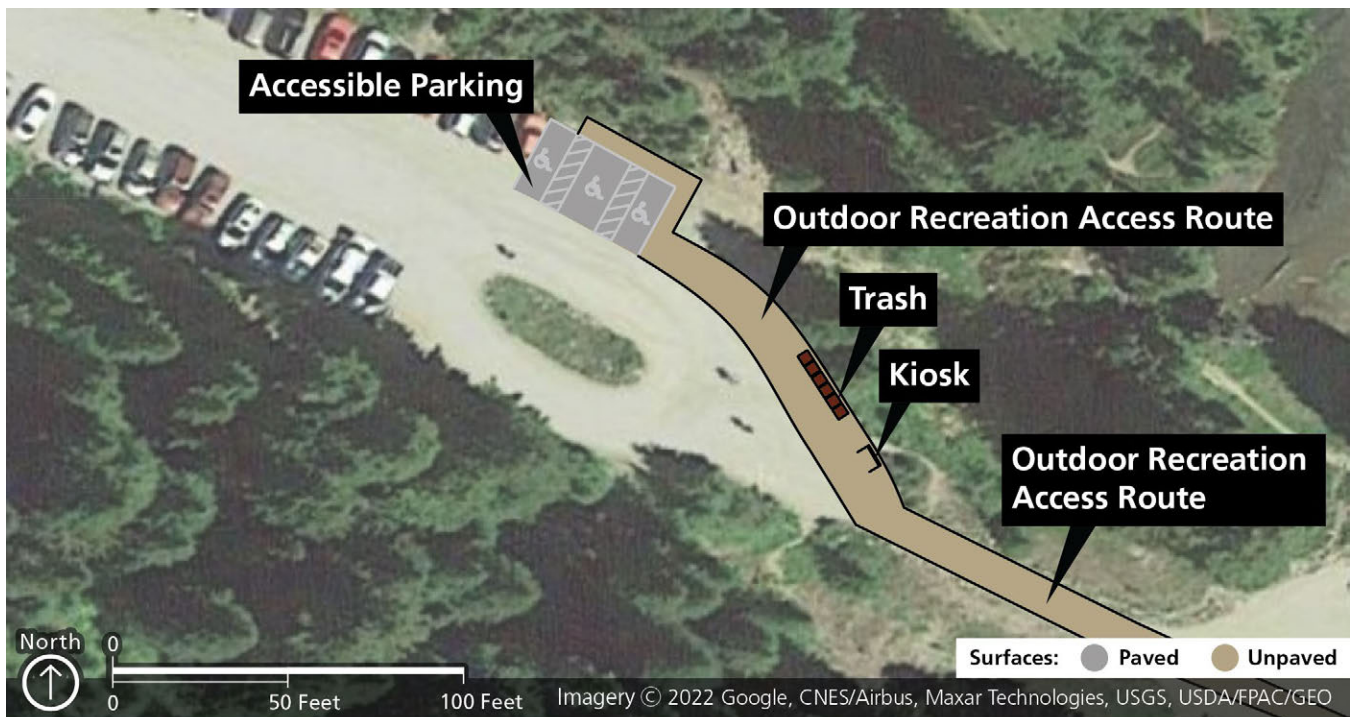 Accessible Parking
Outdoor Recreation Access Route
Trash
Kiosk
Outdoor Recreation
Access Route
North
0
0
50 Feet
100 Feet
Surfaces: Paved Unpaved
Imagery © 2022 Google, CNES/Airbus, Maxar Technologies, USGS, USDA/FPAC/GEO